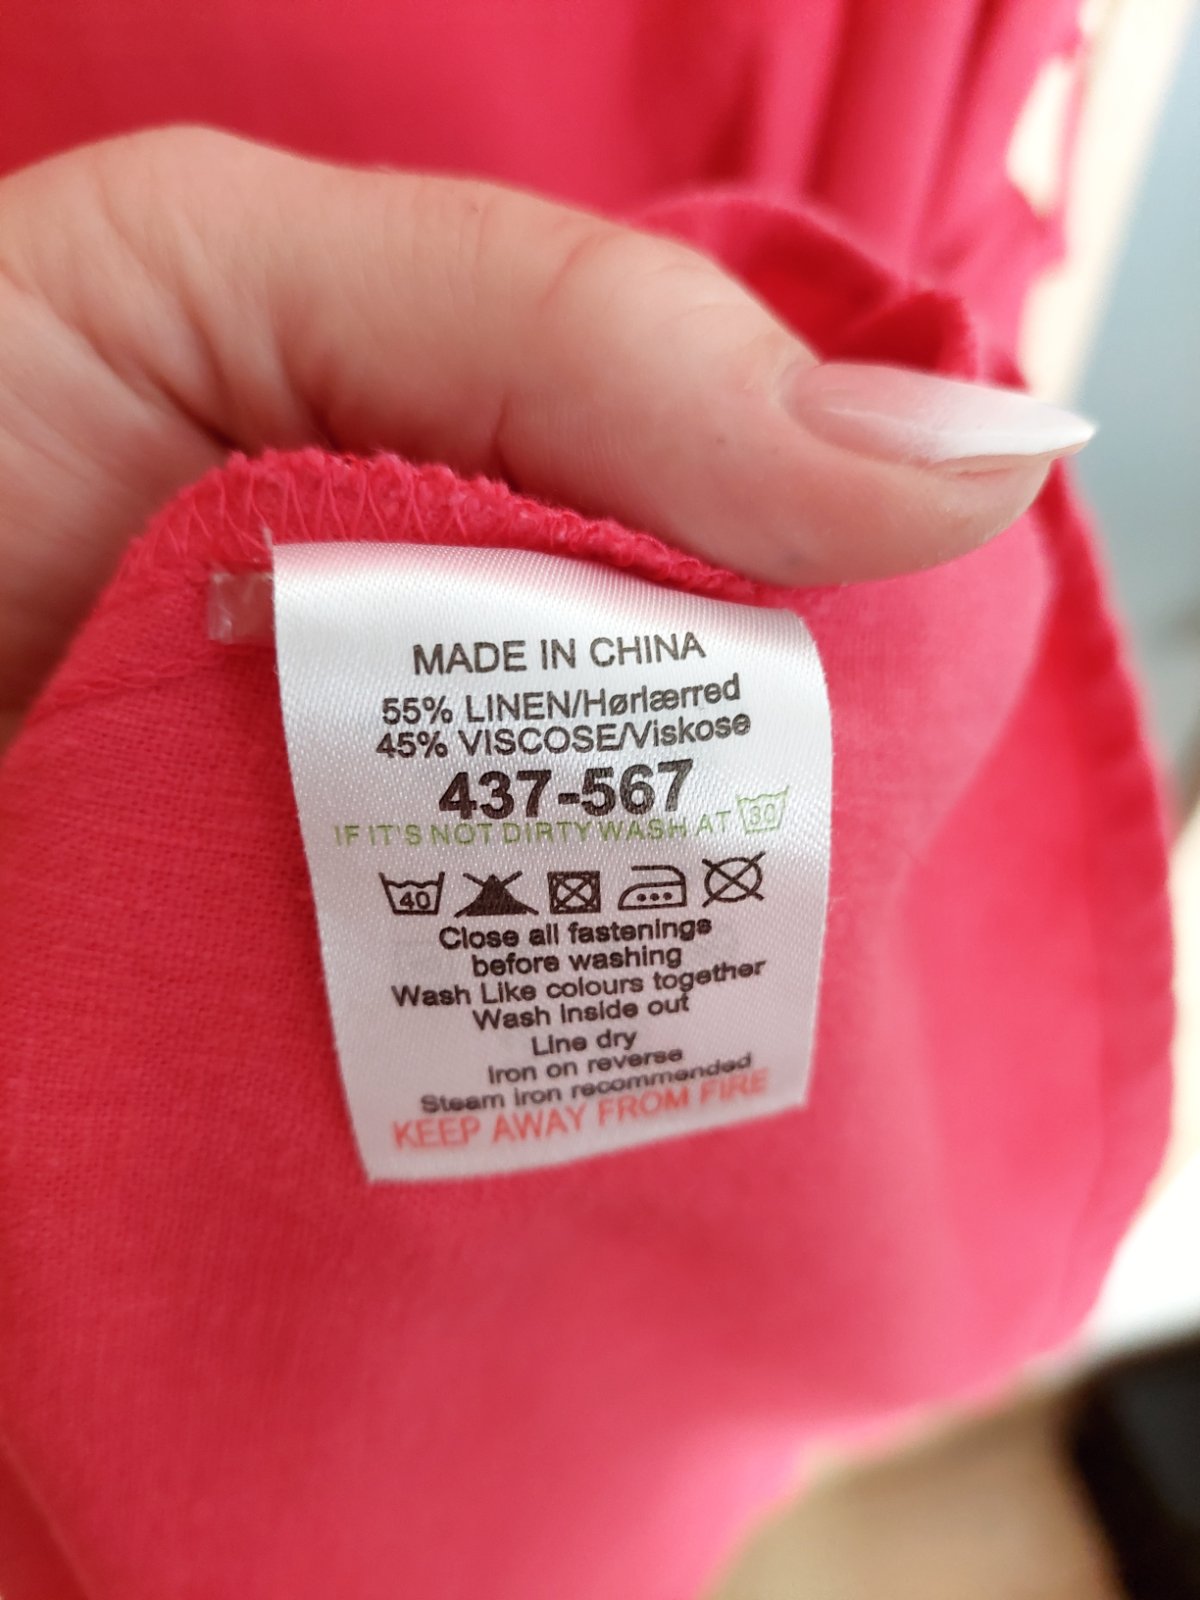 MADE IN CHINA
55% LINEN/Hørlærred
45% VISCOSE/Viskose
437-567
IF IT'S NOT DIRTY WASH AT 30
40
Close all fastenings
before washing
Wash Like colours together
Wash inside out
Line dry
Iron on reverse
Steam iron recommended
KEEP AWAY FROM FIRE